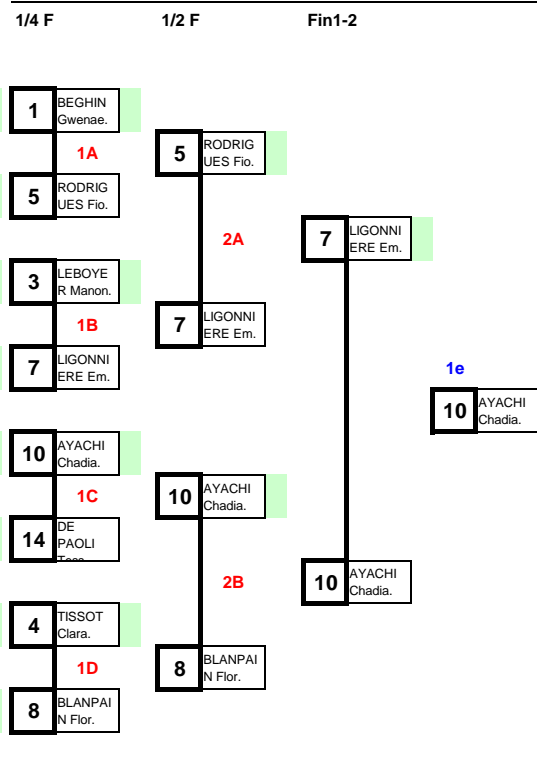 1/4 F 1/2 F Fin1-2
1 BEGHIN
Gwenae.
1A
5 RODRIG
UES Fio.
3 LEBOYE
R Manon.
1B
7 LIGONNI
ERE Em.
10 AYACHI
Chadia.
1C
14 DE
PAOLI
4 TISSOT
Clara.
1D
8 BLANPAI
N Flor.
5 RODRIG
UES Fio.
2A
7 LIGONNI
ERE Em.
10 AYACHI
Chadia.
2B
8 BLANPAI
N Flor.
7 LIGONNI
ERE Em.
10 AYACHI
Chadia.
1e
10 AYACHI
Chadia.